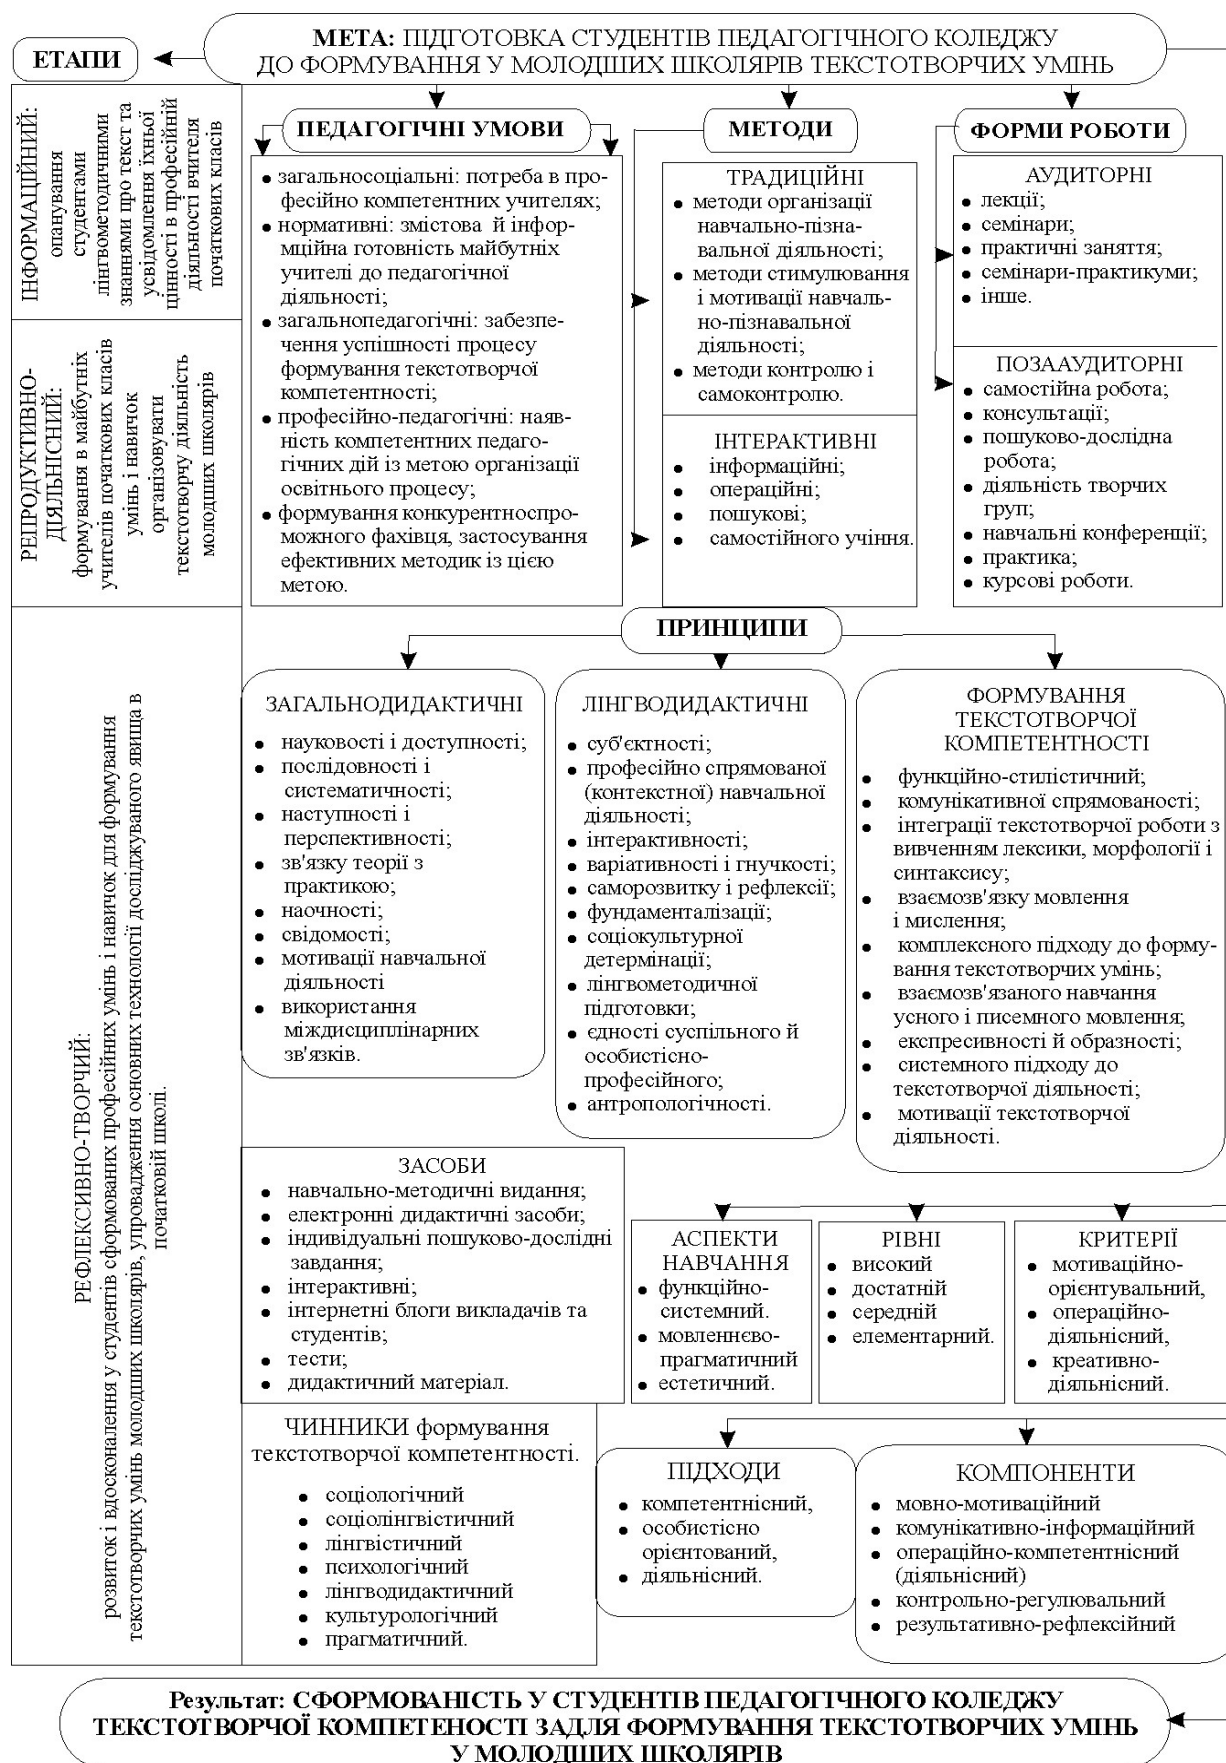 МЕТА: ПІДГОТОВКА СТУДЕНТІВ ПЕДАГОГІЧНОГО КОЛЕДЖУ
ДО ФОРМУВАННЯ У МОЛОДШИХ ШКОЛЯРІВ ТЕКСТОТВОРЧИХ УМІНЬ
ЕТАПИ
ІНФОРМАЦІЙНИЙ:
опанування
студентами
лінгвометодичними
знаннями про текст та
усвідомлення їхньої
цінності в професійній
діяльності вчителя
початкових класів
РЕПРОДУКТИВНО-
ДІЯЛЬНІСНИЙ:
формування в майбутніх
учителів початкових класів
умінь і навичок
організовувати
текстотворчу діяльність
молодших школярів
РЕФЛЕКСИВНО-ТВОРЧИЙ:
розвиток і вдосконалення у студентів сформованих професійних умінь і навичок для формування
текстотворчих умінь молодших школярів, упровадження основних технології досліджуваного явища в
початковій школі.
ПЕДАГОГІЧНІ УМОВИ
● загальносоціальні: потреба в про-
фесійно компетентних учителях;
● нормативні: змістова й інфор-
мційна готовність майбутніх
учителі до педагогічної
діяльності;
● загальнопедагогічні: забезпе-
чення успішності процесу
формування текстотворчої
компетентності;
● професійно-педагогічні: наяв-
ність компетентних педаго-
гічних дій із метою організації
освітнього процесу;
● формування конкурентноспро-
можного фахівця, застосування
ефективних методик із цією
метою.
МЕТОДИ
ТРАДИЦІЙНІ
● методи організації
навчально-пізна-
вальної діяльності;
● методи стимулювання
і мотивації навчаль-
но-пізнавальної
діяльності;
● методи контролю і
самоконтролю.
ІНТЕРАКТИВНІ
● інформаційні;
● операційні;
● пошукові;
● самостійного учіння.
ФОРМИ РОБОТИ
АУДИТОРНІ
● лекції;
● семінари;
● практичні заняття;
● семінари-практикуми;
● інше.
ПОЗААУДИТОРНІ
● самостійна робота;
● консультації;
● пошуково-дослідна
робота;
● діяльність творчих
груп;
● навчальні конференції;
● практика;
● курсові роботи.
ПРИНЦИПИ
ЗАГАЛЬНОДИДАКТИЧНІ
● науковості і доступності;
● послідовності і
систематичності;
● наступності і
перспективності;
● зв'язку теорії з
практикою;
● наочності;
● свідомості;
● мотивації навчальної
діяльності
● використання
міждисциплінарних
зв'язків.
ЛІНГВОДИДАКТИЧНІ
● суб'єктності;
● професійно спрямованої
(контекстної) навчальної
діяльності;
● інтерактивності;
● варіативності і гнучкості;
● саморозвитку і рефлексії;
● фундаменталізації;
● соціокультурної
детермінації;
● лінгвометодичної
підготовки;
● єдності суспільного й
особистісно-
професійного;
● антропологічності.
ФОРМУВАННЯ
ТЕКСТОТВОРЧОЇ
КОМПЕТЕНТНОСТІ
● функційно-стилістичний;
● комунікативної спрямованості;
● інтеграції текстотворчої роботи з
вивченням лексики, морфології і
синтаксису;
● взаємозв'язку мовлення
і мислення;
● комплексного підходу до форму-
вання текстотворчих умінь;
● взаємозв'язаного навчання
усного і писемного мовлення;
● експресивності й образності;
● системного підходу до
текстотворчої діяльності;
● мотивації текстотворчої
діяльності.
ЗАСОБИ
● навчально-методичні видання;
● електронні дидактичні засоби;
● індивідуальні пошуково-дослідні
завдання;
● інтерактивні;
● інтернетні блоги викладачів та
студентів;
● тести;
● дидактичний матеріал.
АСПЕКТИ
НАВЧАННЯ
● функційно-
системний.
● мовленнєво-
прагматичний
● естетичний.
РІВНІ
● високий
● достатній
● середній
● елементарний.
КРИТЕРІЇ
● мотиваційно-
орієнтувальний,
● операційно-
діяльнісний,
● креативно-
діяльнісний.
ЧИННИКИ формування
текстотворчої компетентності.
● соціологічний
● соціолінгвістичний
● лінгвістичний
● психологічний
● лінгводидактичний
● культурологічний
● прагматичний.
ПІДХОДИ
● компетентнісний,
● особистісно
орієнтований,
● діяльнісний.
КОМПОНЕНТИ
● мовно-мотиваційний
● комунікативно-інформаційний
● операційно-компетентнісний
(діяльнісний)
● контрольно-регулювальний
● результативно-рефлексійний
Результат: СФОРМОВАНІСТЬ У СТУДЕНТІВ ПЕДАГОГІЧНОГО КОЛЕДЖУ
ТЕКСТОТВОРЧОЇ КОМПЕТЕНОСТІ ЗАДЛЯ ФОРМУВАННЯ ТЕКСТОТВОРЧИХ УМІНЬ
У МОЛОДШИХ ШКОЛЯРІВ